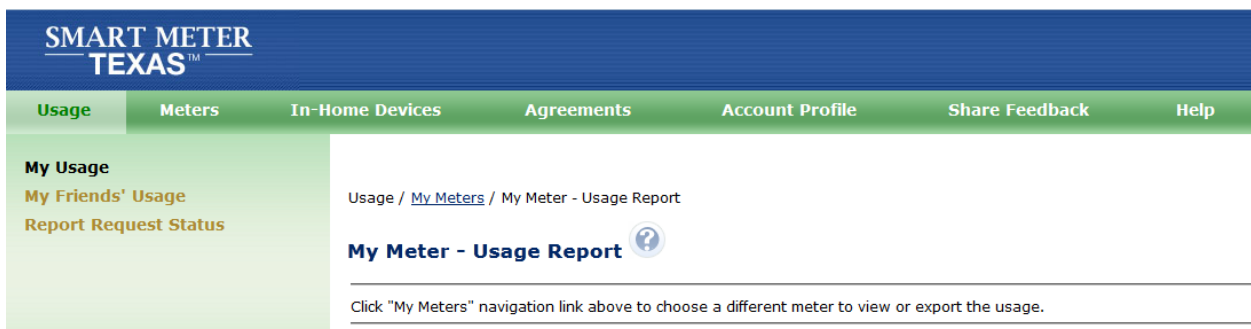 SMART METER
TEXAS™
Usage Meters In-Home Devices Agreements Account Profile Share Feedback Help
My Usage
My Friends' Usage
Report Request Status
Usage / My Meters / My Meter - Usage Report
My Meter - Usage Report ?
Click "My Meters" navigation link above to choose a different meter to view or export the usage.